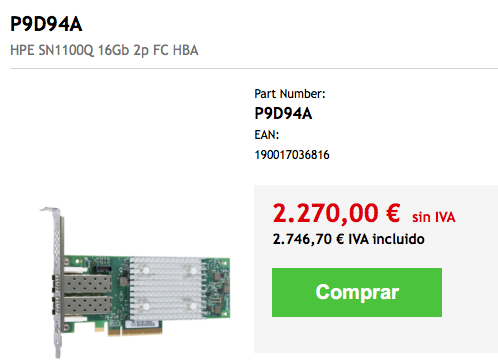 P9D94A
HPE SN1100Q 16Gb 2p FC HBA
Part Number:
P9D94A
EAN:
190017036816
2.270,00 € sin IVA
2.746,70 € IVA incluido
Comprar